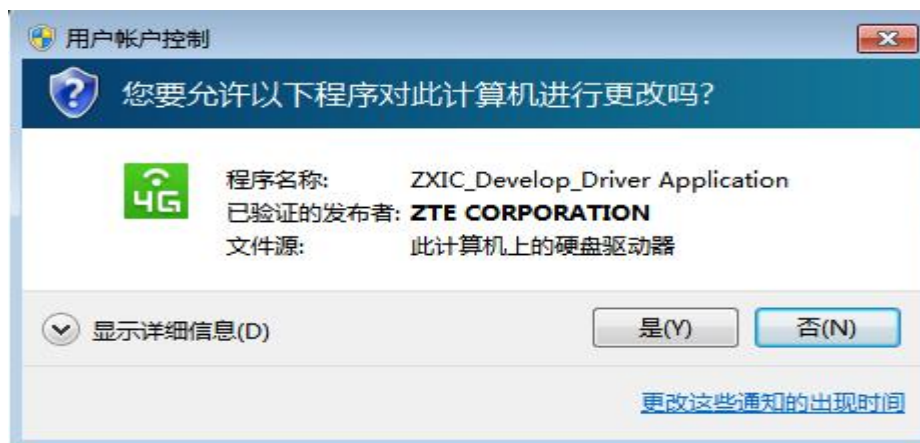 用户帐户控制
您要允许以下程序对此计算机进行更改吗?
4G
程序名称: ZXIC_Develop_Driver Application
已验证的发布者: ZTE CORPORATION
文件源: 此计算机上的硬盘驱动器
显示详细信息(D)
是(Y)
否(N)
更改这些通知的出现时间